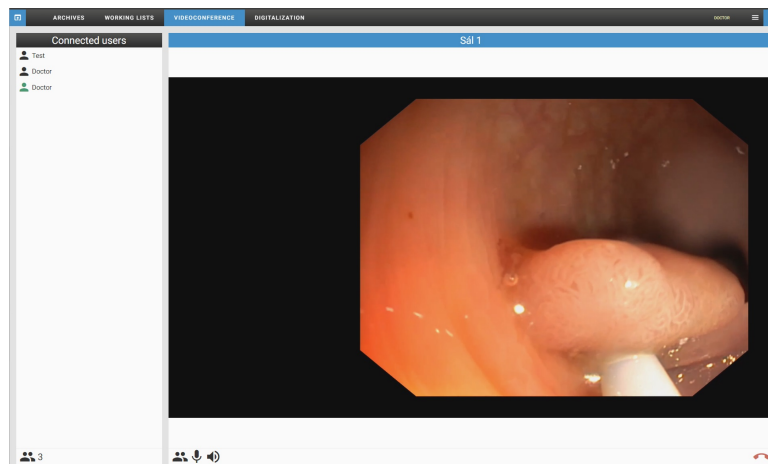 ARCHIVES WORKING LISTS VIDEOCONFERENCE DIGITALIZATION DOCTOR
Connected users
Sál 1
Test
Doctor
Doctor
3